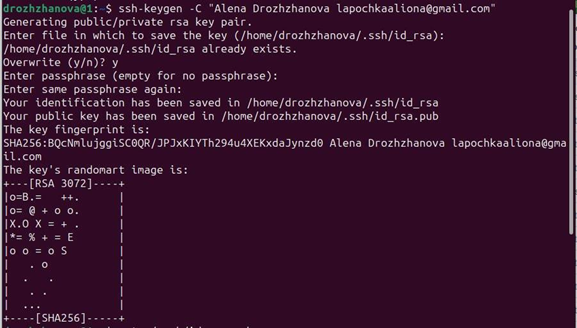 drozhzhanova@1:~$ ssh-keygen -C "Alena Drozhzhanova lapochkaaliona@gmail.com"
Generating public/private rsa key pair.
Enter file in which to save the key (/home/drozhzhanova/.ssh/id_rsa):
/home/drozhzhanova/.ssh/id_rsa already exists.
Overwrite (y/n)? y
Enter passphrase (empty for no passphrase):
Enter same passphrase again:
Your identification has been saved in /home/drozhzhanova/.ssh/id_rsa
Your public key has been saved in /home/drozhzhanova/.ssh/id_rsa.pub
The key fingerprint is:
SHA256:BQcNmlujggiSC0QR/JPJxKIYTh294u4XEKxdaJynzd0 Alena Drozhzhanova lapochkaaliona@gma
il.com
The key's randomart image is:
+---[RSA 3072]----+
|o=B.=   ++.      |
|o= @ + o o.      |
|X.O X = + .      |
|*= % + = E       |
|o o = o S        |
|   . o           |
|  .   .          |
|   . .           |
|  ...            |
+----[SHA256]-----+